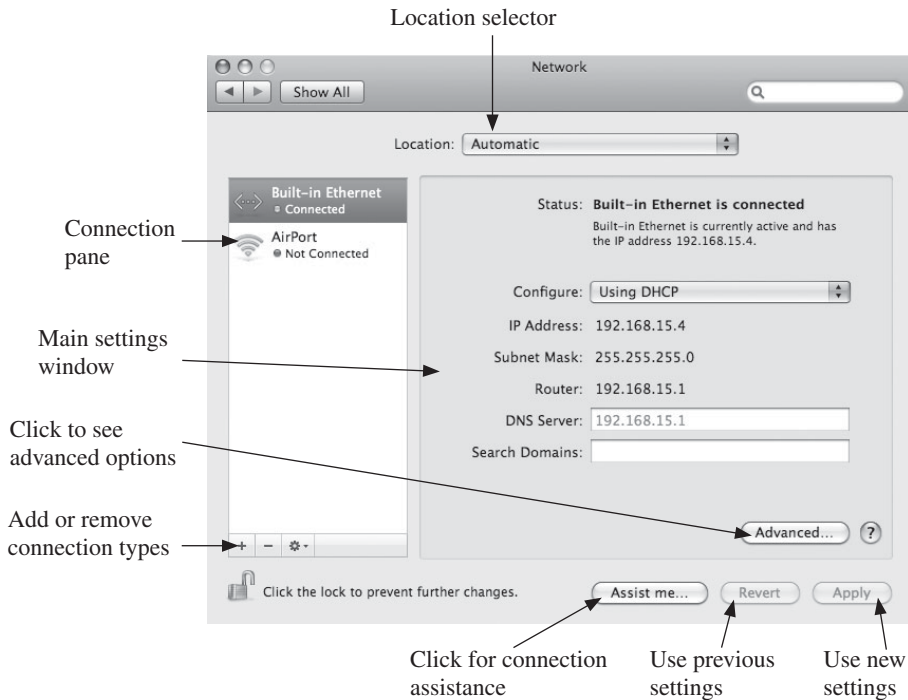 Location selector
Network
Show All
Location: Automatic
Built-in Ethernet
Connected
AirPort
Not Connected
Connection
pane
Status: Built-in Ethernet is connected
Built-in Ethernet is currently active and has
the IP address 192.168.15.4.
Configure: Using DHCP
IP Address: 192.168.15.4
Main settings
window
Subnet Mask: 255.255.255.0
Router: 192.168.15.1
DNS Server: 192.168.15.1
Search Domains:
Click to see
advanced options
Add or remove
connection types
+ −
Advanced... ?
Click the lock to prevent further changes.
Assist me... Revert Apply
Click for connection
assistance
Use previous
settings
Use new
settings